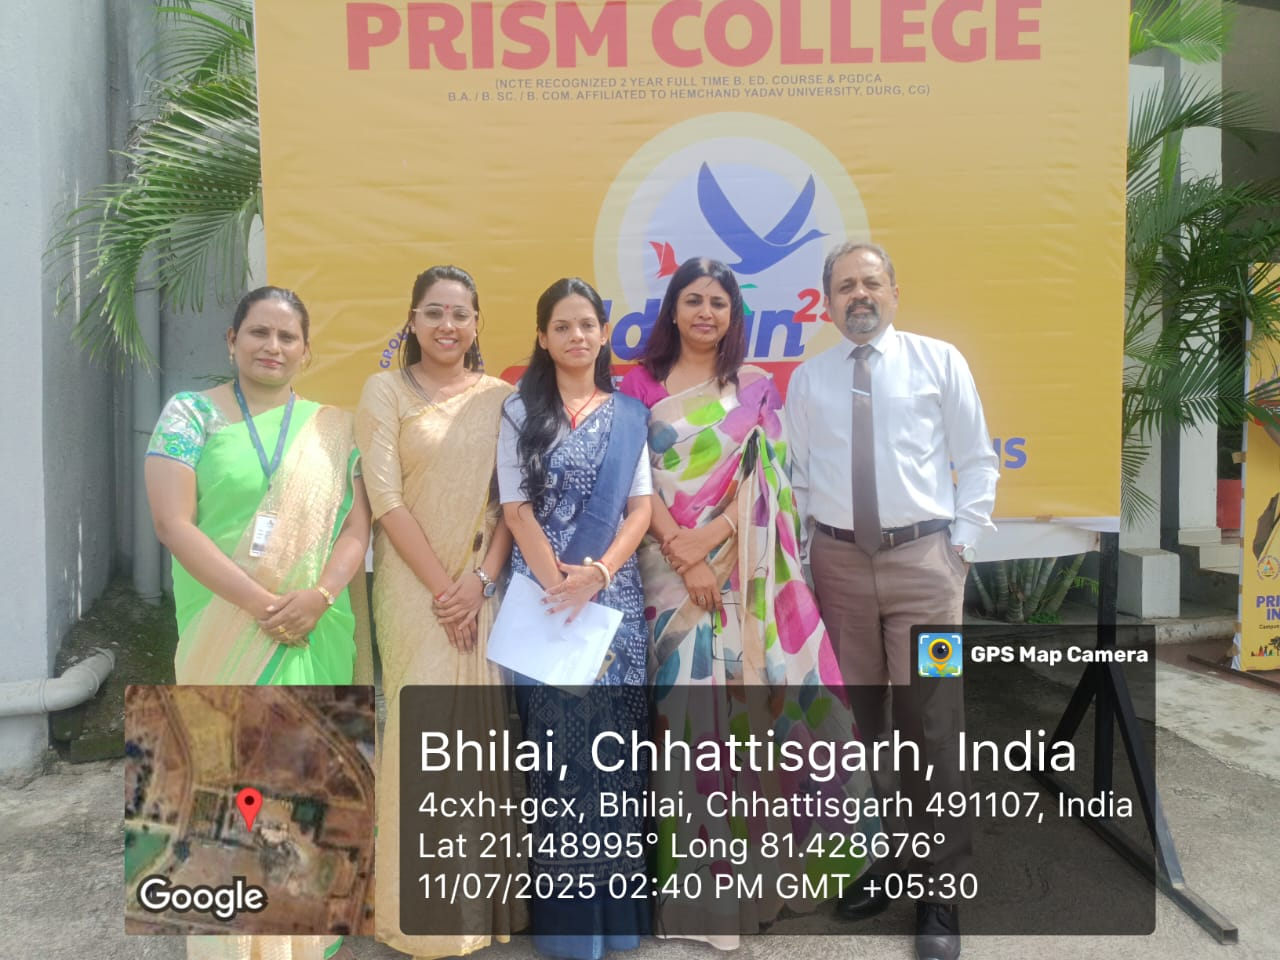 PRISM COLLEGE
(NCTE RECOGNIZED 2 YEAR FULL TIME B. ED. COURSE & PGDCA
B.A. / B. SC. / B. COM. AFFILIATED TO HEMCHAND YADAV UNIVERSITY, DURG, CG)
GPS Map Camera
Bhilai, Chhattisgarh, India
4cxh+gcx, Bhilai, Chhattisgarh 491107, India
Lat 21.148995° Long 81.428676°
11/07/2025 02:40 PM GMT +05:30
Google